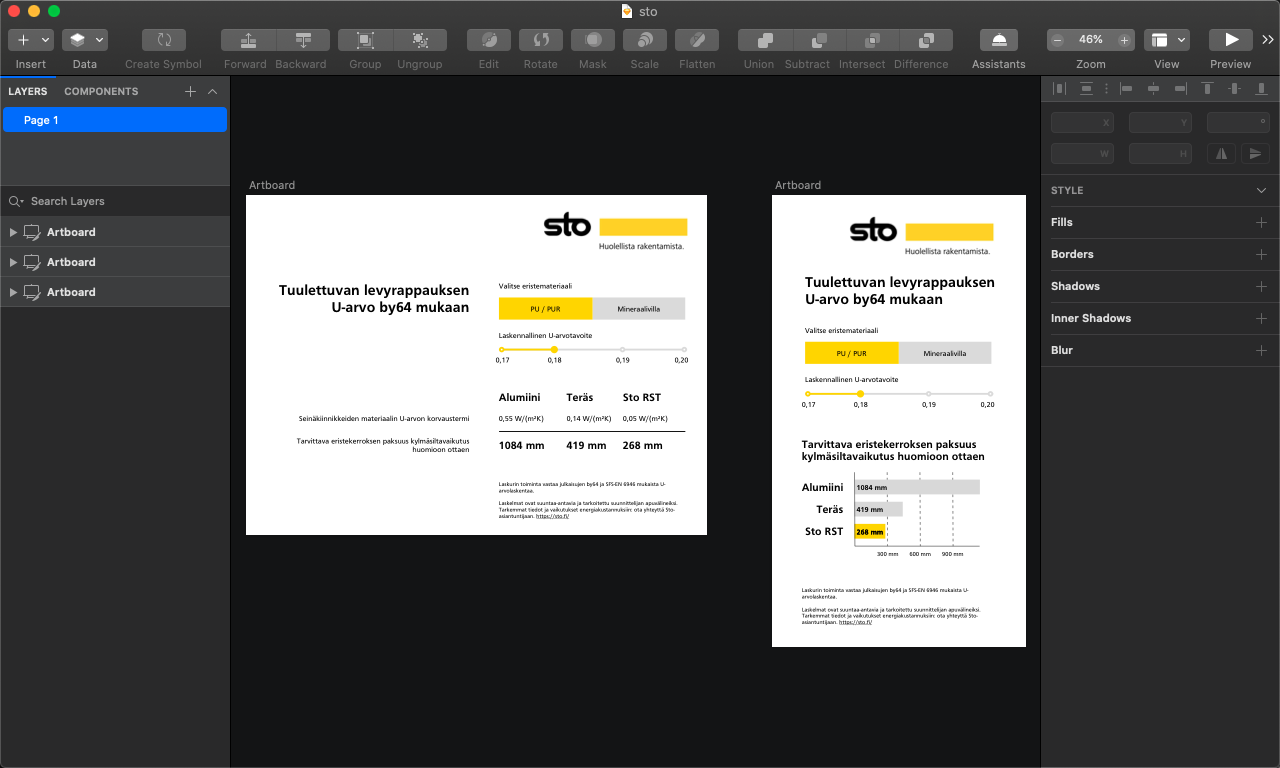 sto
Insert
Data
Create Symbol
Forward
Backward
Group
Ungroup
Edit
Rotate
Mask
Scale
Flatten
Union
Subtract
Intersect
Difference
Assistants
46%
Zoom
View
Preview
LAYERS
COMPONENTS
Page 1
Search Layers
Artboard
Artboard
Artboard
Artboard
sto
Huolellista rakentamista.
Tuulettuvan levyrappauksen
U-arvo by64 mukaan
Valitse eristemateriaali
PU / PUR
Mineraalivilla
Laskennallinen U-arvotavoite
0,17
0,18
0,19
0,20
Alumiini
Teräs
Sto RST
Seinäkiinnikkeiden materiaalin U-arvon korvaustermi
0,55 W/(m²K)
0,14 W/(m²K)
0,05 W/(m²K)
Tarvittava eristekerroksen paksuus kylmäsiltavaikutus
huomioon ottaen
1084 mm
419 mm
268 mm
Laskurin toiminta vastaa julkaisujen by64 ja SFS-EN 6946 mukaista U-
arvolaskentaa.
Laskelmat ovat suuntaa-antavia ja tarkoitettu suunnittelijan apuvälineiksi.
Tarkemmat tiedot ja vaikutukset energiakustannuksiin: ota yhteyttä Sto-
asiantuntijaan. https://sto.fi/
Artboard
sto
Huolellista rakentamista.
Tuulettuvan levyrappauksen
U-arvo by64 mukaan
Valitse eristemateriaali
PU / PUR
Mineraalivilla
Laskennallinen U-arvotavoite
0,17
0,18
0,19
0,20
Tarvittava eristekerroksen paksuus
kylmäsiltavaikutus huomioon ottaen
Alumiini
1084 mm
Teräs
419 mm
Sto RST
268 mm
300 mm
600 mm
900 mm
Laskurin toiminta vastaa julkaisujen by64 ja SFS-EN 6946 mukaista U-
arvolaskentaa.
Laskelmat ovat suuntaa-antavia ja tarkoitettu suunnittelijan apuvälineiksi.
Tarkemmat tiedot ja vaikutukset energiakustannuksiin: ota yhteyttä Sto-
asiantuntijaan. https://sto.fi/
X
Y
°
W
H
STYLE
Fills
Borders
Shadows
Inner Shadows
Blur